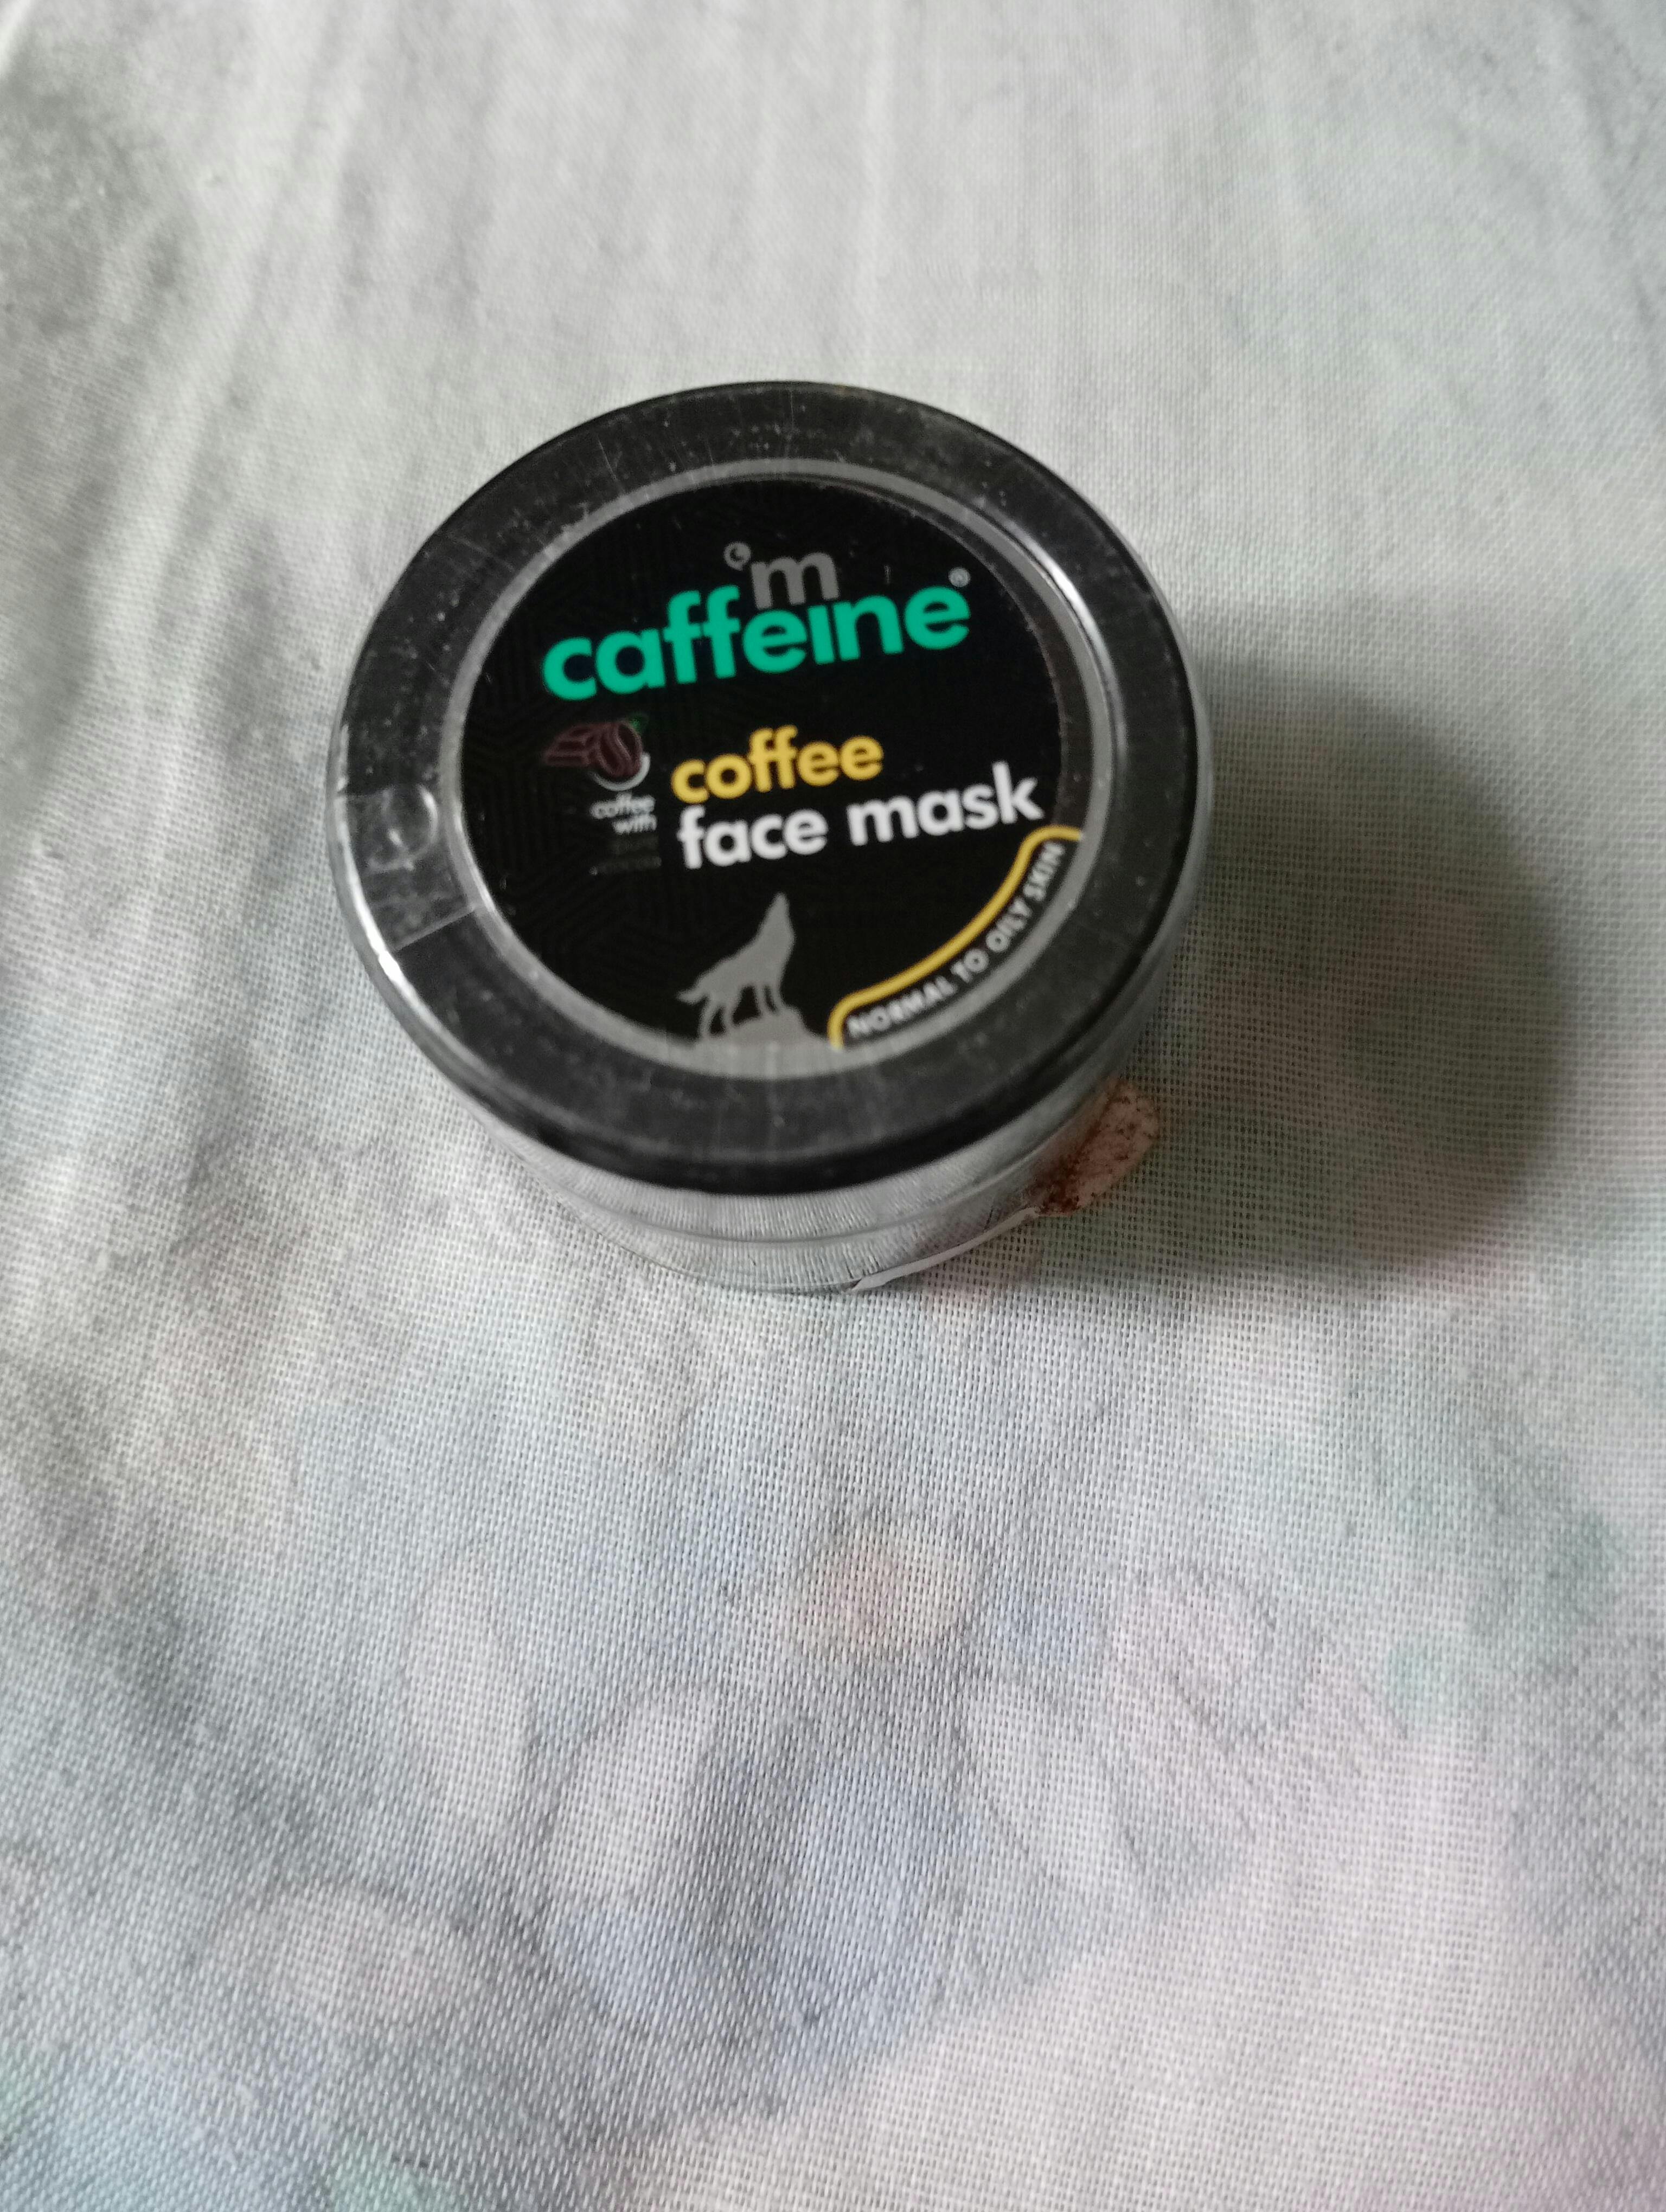 'm
caffeine®
coffee
face mask
coffee
with
NORMAL TO OILY SKIN